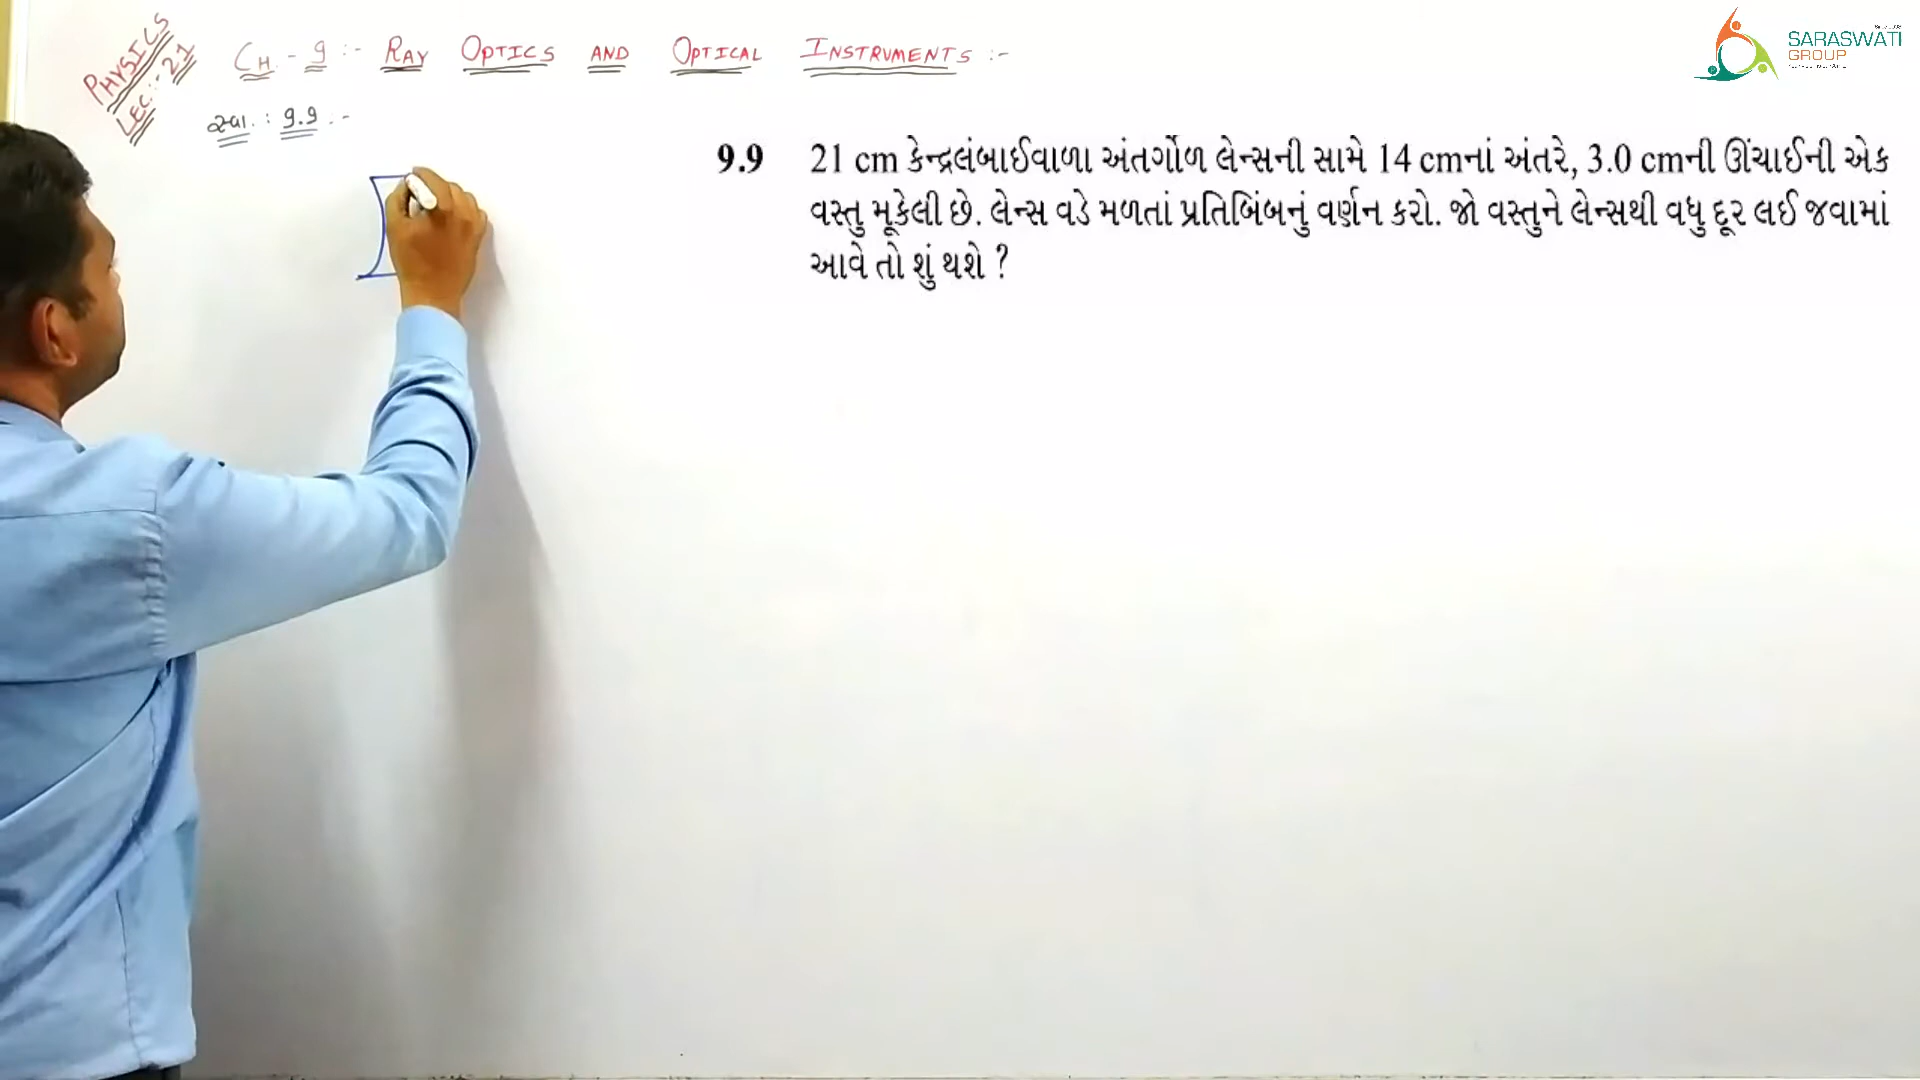 PHYSICS
LEC:-21
CH-9:- RAY OPTICS AND OPTICAL INSTRUMENTS :-
સ્વા. : 9.9 :-
SARASWATI
GROUP
9.9 21 cm કેન્દ્રલંબાઈવાળા અંતર્ગોળ લેન્સની સામે 14 cmનાં અંતરે, 3.0 cmની ઊંચાઈની એક
વસ્તુ મૂકેલી છે. લેન્સ વડે મળતાં પ્રતિબિંબનું વર્ણન કરો. જો વસ્તુને લેન્સથી વધુ દૂર લઈ જવામાં
આવે તો શું થશે ?